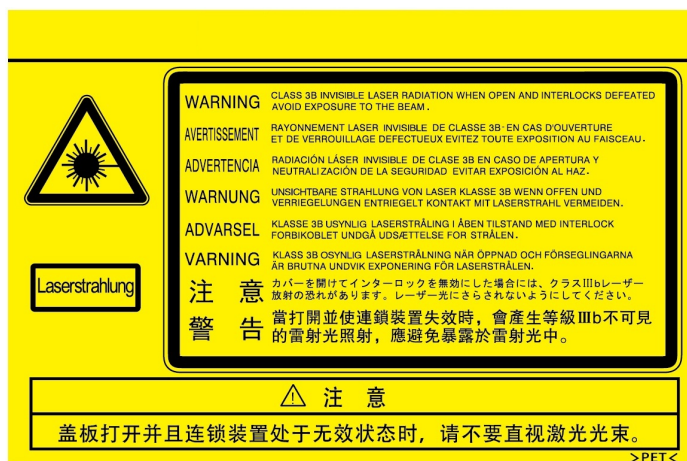 WARNING CLASS 3B INVISIBLE LASER RADIATION WHEN OPEN AND INTERLOCKS DEFEATED
AVOID EXPOSURE TO THE BEAM.
AVERTISSEMENT RAYONNEMENT LASER INVISIBLE DE CLASSE 3B-EN CAS D'OUVERTURE
ET DE VERROUILLAGE DEFECTUEUX EVITEZ TOUTE EXPOSITION AU FAISCEAU.
ADVERTENCIA RADIACIÓN LÁSER INVISIBLE DE CLASE 3B EN CASO DE APERTURA Y
NEUTRALIZACIÓN DE LA SEGURIDAD EVITAR EXPOSICIÓN AL HAZ.
WARNUNG UNSICHTBARE STRAHLUNG VON LASER KLASSE 3B WENN OFFEN UND
VERRIEGELUNGEN ENTRIEGELT KONTAKT MIT LASERSTRAHL VERMEIDEN.
ADVARSEL KLASSE 3B USYNLIG LASERSTRÅLING I ÅBEN TILSTAND MED INTERLOCK
FORBIKOBLET UNDGÅ UDSÆTTELSE FOR STRÅLEN.
VARNING KLASS 3B OSYNLIG LASERSTRÅLNING NÄR ÖPPNAD OCH FÖRSEGLINGARNA
ÄR BRUTNA UNDVIK EXPONERING FÖR LASERSTRÅLEN.
注 意 カバーを開けてインターロックを無効にした場合には、クラスIIIbレーザー
放射の恐れがあります。レーザー光にさらされないようにしてください。
警 告 當打開並使連鎖裝置失效時，會產生等級IIIb不可見
的雷射光照射，應避免暴露於雷射光中。
Laserstrahlung
⚠ 注 意
盖板打开并且连锁装置处于无效状态时，请不要直视激光光束。
>PET<